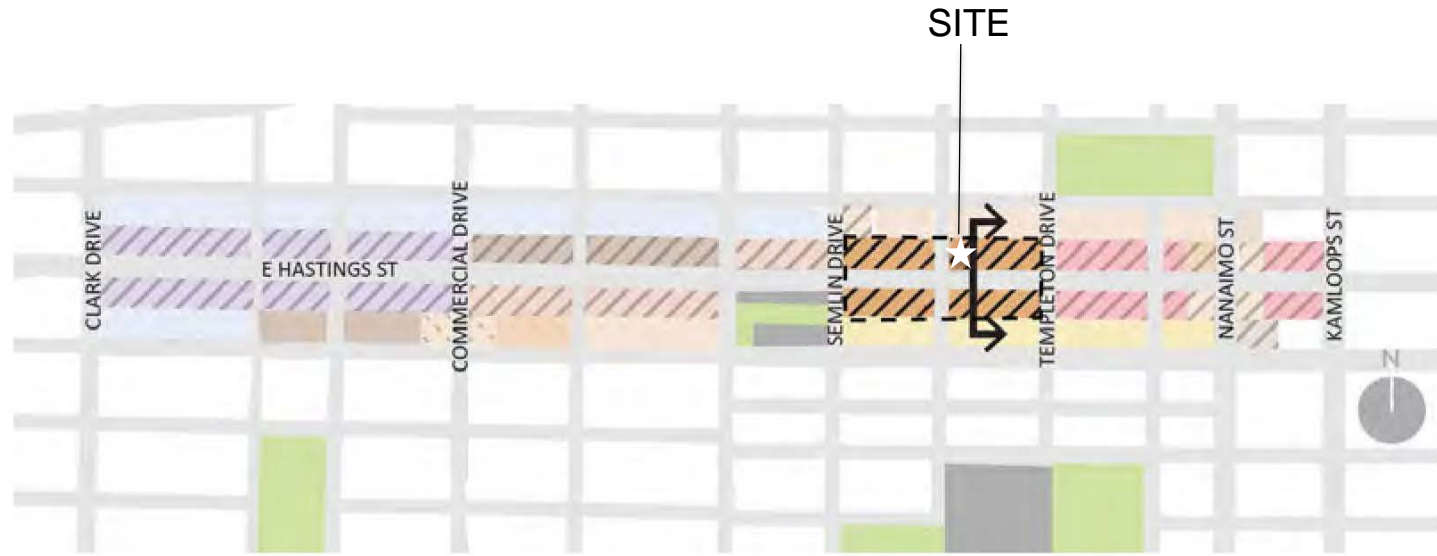 SITE
CLARK DRIVE
E HASTINGS ST
COMMERCIAL DRIVE
SEMLIN DRIVE
TEMPLETON DRIVE
NANAIMO ST
KAMLOOPS ST
N